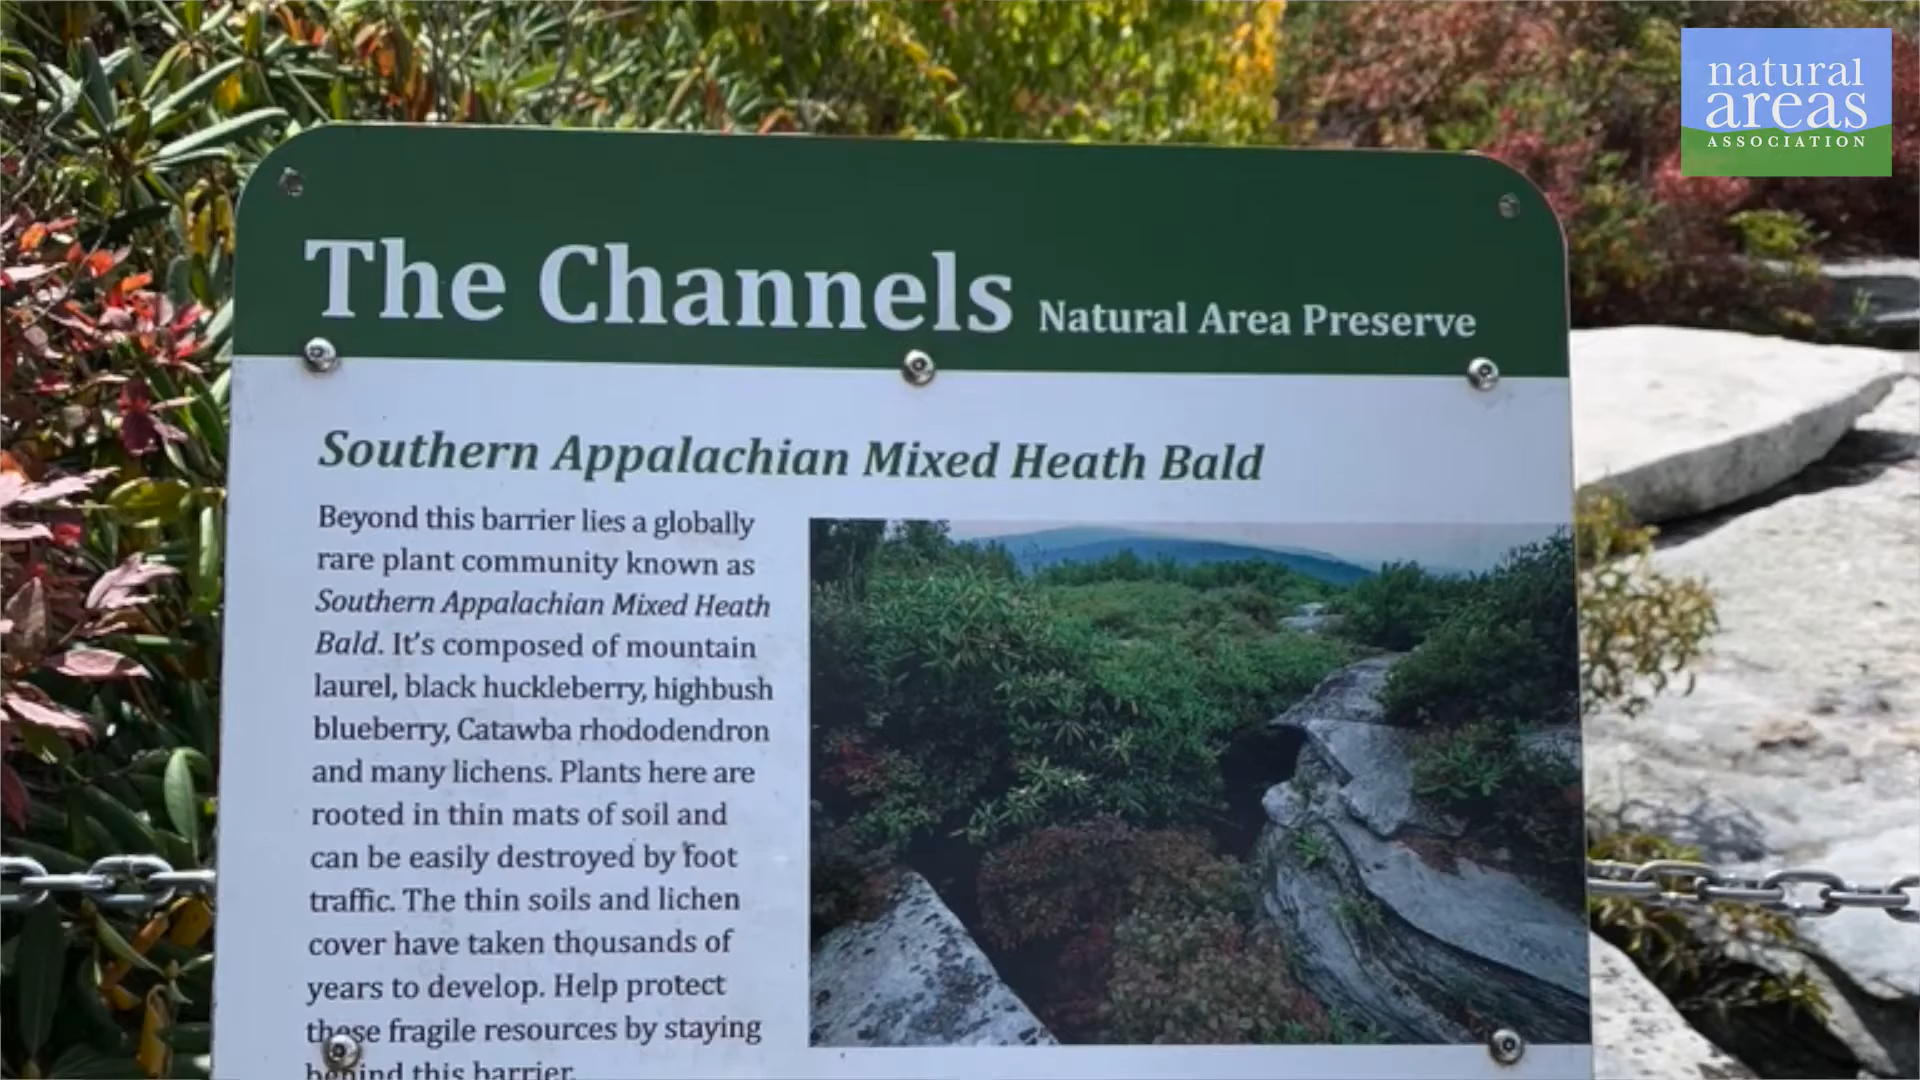 natural
areas
ASSOCIATION
The Channels Natural Area Preserve
Southern Appalachian Mixed Heath Bald
Beyond this barrier lies a globally
rare plant community known as
Southern Appalachian Mixed Heath
Bald. It's composed of mountain
laurel, black huckleberry, highbush
blueberry, Catawba rhododendron
and many lichens. Plants here are
rooted in thin mats of soil and
can be easily destroyed by foot
traffic. The thin soils and lichen
cover have taken thousands of
years to develop. Help protect
these fragile resources by staying
behind this barrier.